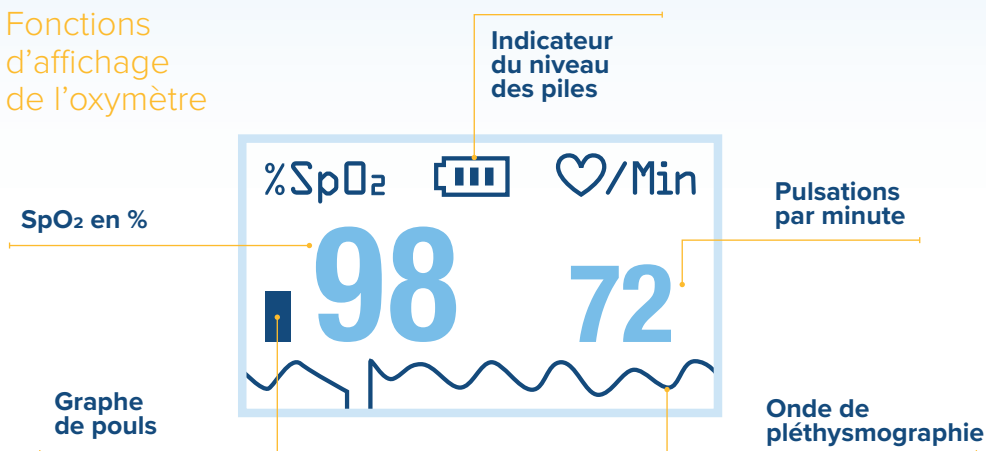 Fonctions
d’affichage
de l’oxymètre
Indicateur
du niveau
des piles
%SpO₂
♡/Min
Pulsations
par minute
SpO₂ en %
98
72
Graphe
de pouls
Onde de
pléthysmographie